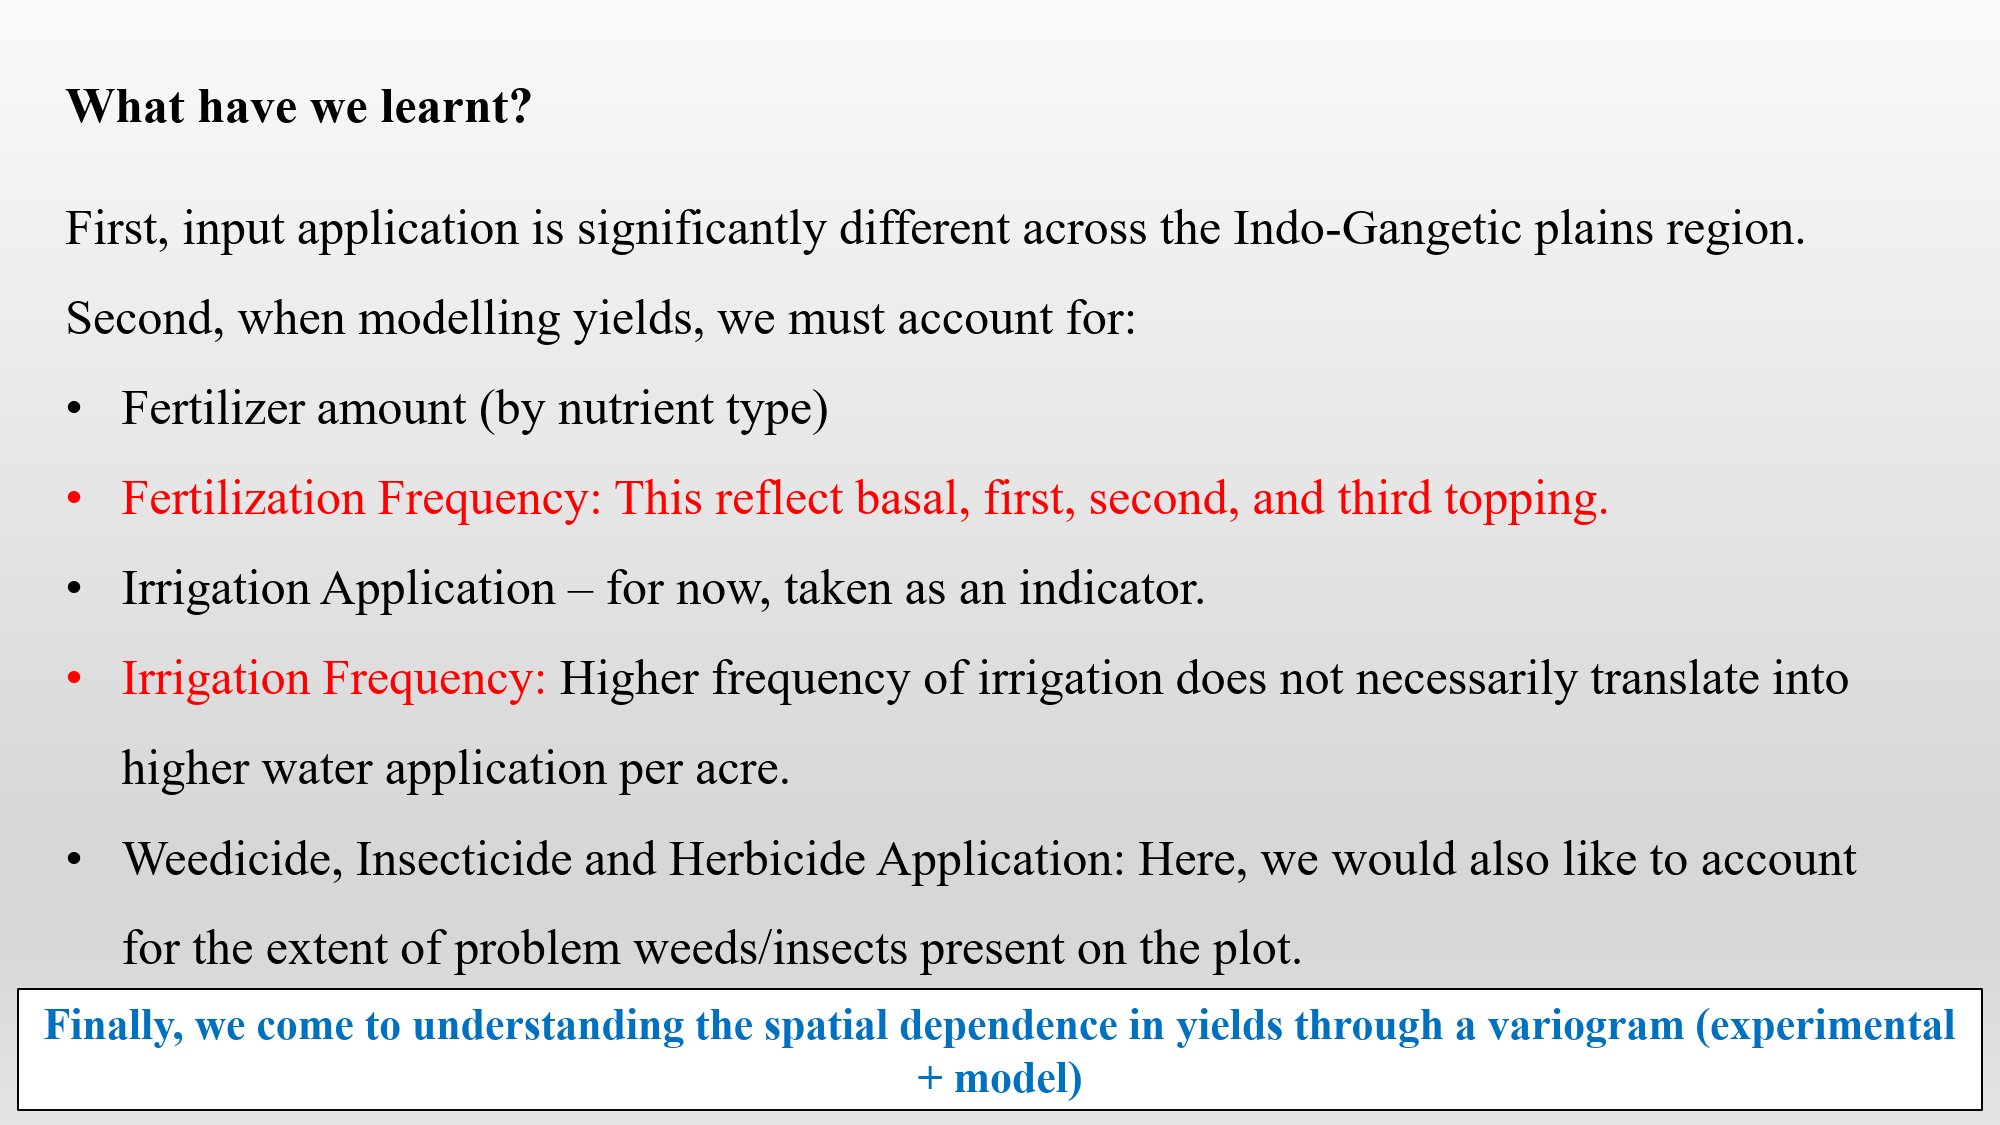 What have we learnt?
First, input application is significantly different across the Indo-Gangetic plains region.
Second, when modelling yields, we must account for:
• Fertilizer amount (by nutrient type)
• Fertilization Frequency: This reflect basal, first, second, and third topping.
• Irrigation Application – for now, taken as an indicator.
• Irrigation Frequency: Higher frequency of irrigation does not necessarily translate into
higher water application per acre.
• Weedicide, Insecticide and Herbicide Application: Here, we would also like to account
for the extent of problem weeds/insects present on the plot.
Finally, we come to understanding the spatial dependence in yields through a variogram (experimental
+ model)